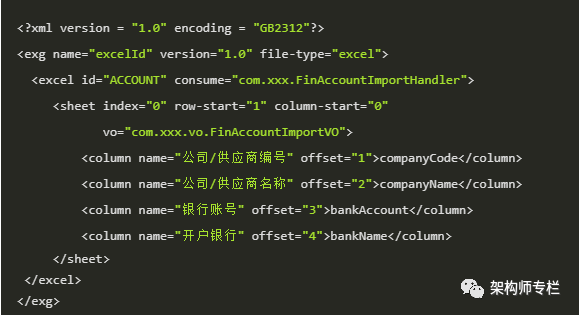 <?xml version = "1.0" encoding = "GB2312"?>
<exg name="excelId" version="1.0" file-type="excel">
<excel id="ACCOUNT" consume="com.xxx.FinAccountImportHandler">
<sheet index="0" row-start="1" column-start="0"
vo="com.xxx.vo.FinAccountImportVO">
<column name="公司/供应商编号" offset="1">companyCode</column>
<column name="公司/供应商名称" offset="2">companyName</column>
<column name="银行账号" offset="3">bankAccount</column>
<column name="开户银行" offset="4">bankName</column>
</sheet>
</excel>
</exg>
架构师专栏